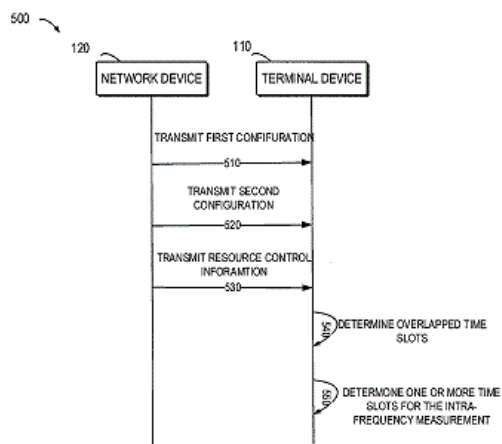 500
120
110
NETWORK DEVICE
TERMINAL DEVICE
TRANSMIT FIRST CONFIFURATION
510
TRANSMIT SECOND
CONFIGURATION
520
TRANSMIT RESOURCE CONTROL
INFORAMTION
530
540
DETERMINE OVERLAPPED TIME
SLOTS
550
DETERMONE ONE OR MORE TIME
SLOTS FOR THE INTRA-
FREQUENCY MEASUREMENT